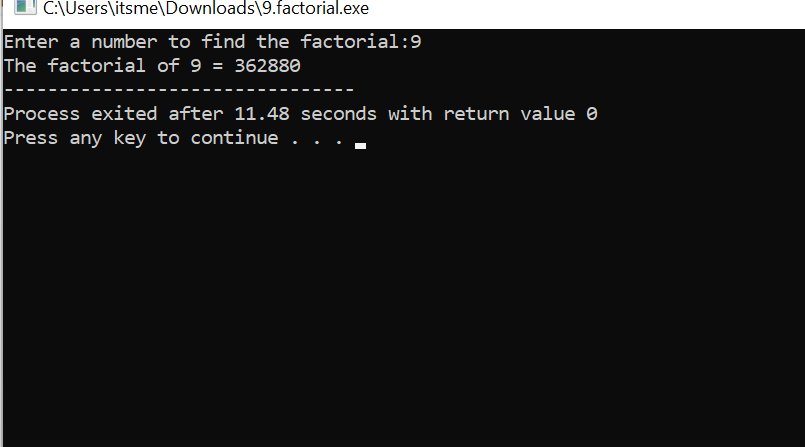 C:\Users\itsme\Downloads\9.factorial.exe
Enter a number to find the factorial:9
The factorial of 9 = 362880
--------------------------------
Process exited after 11.48 seconds with return value 0
Press any key to continue . . .